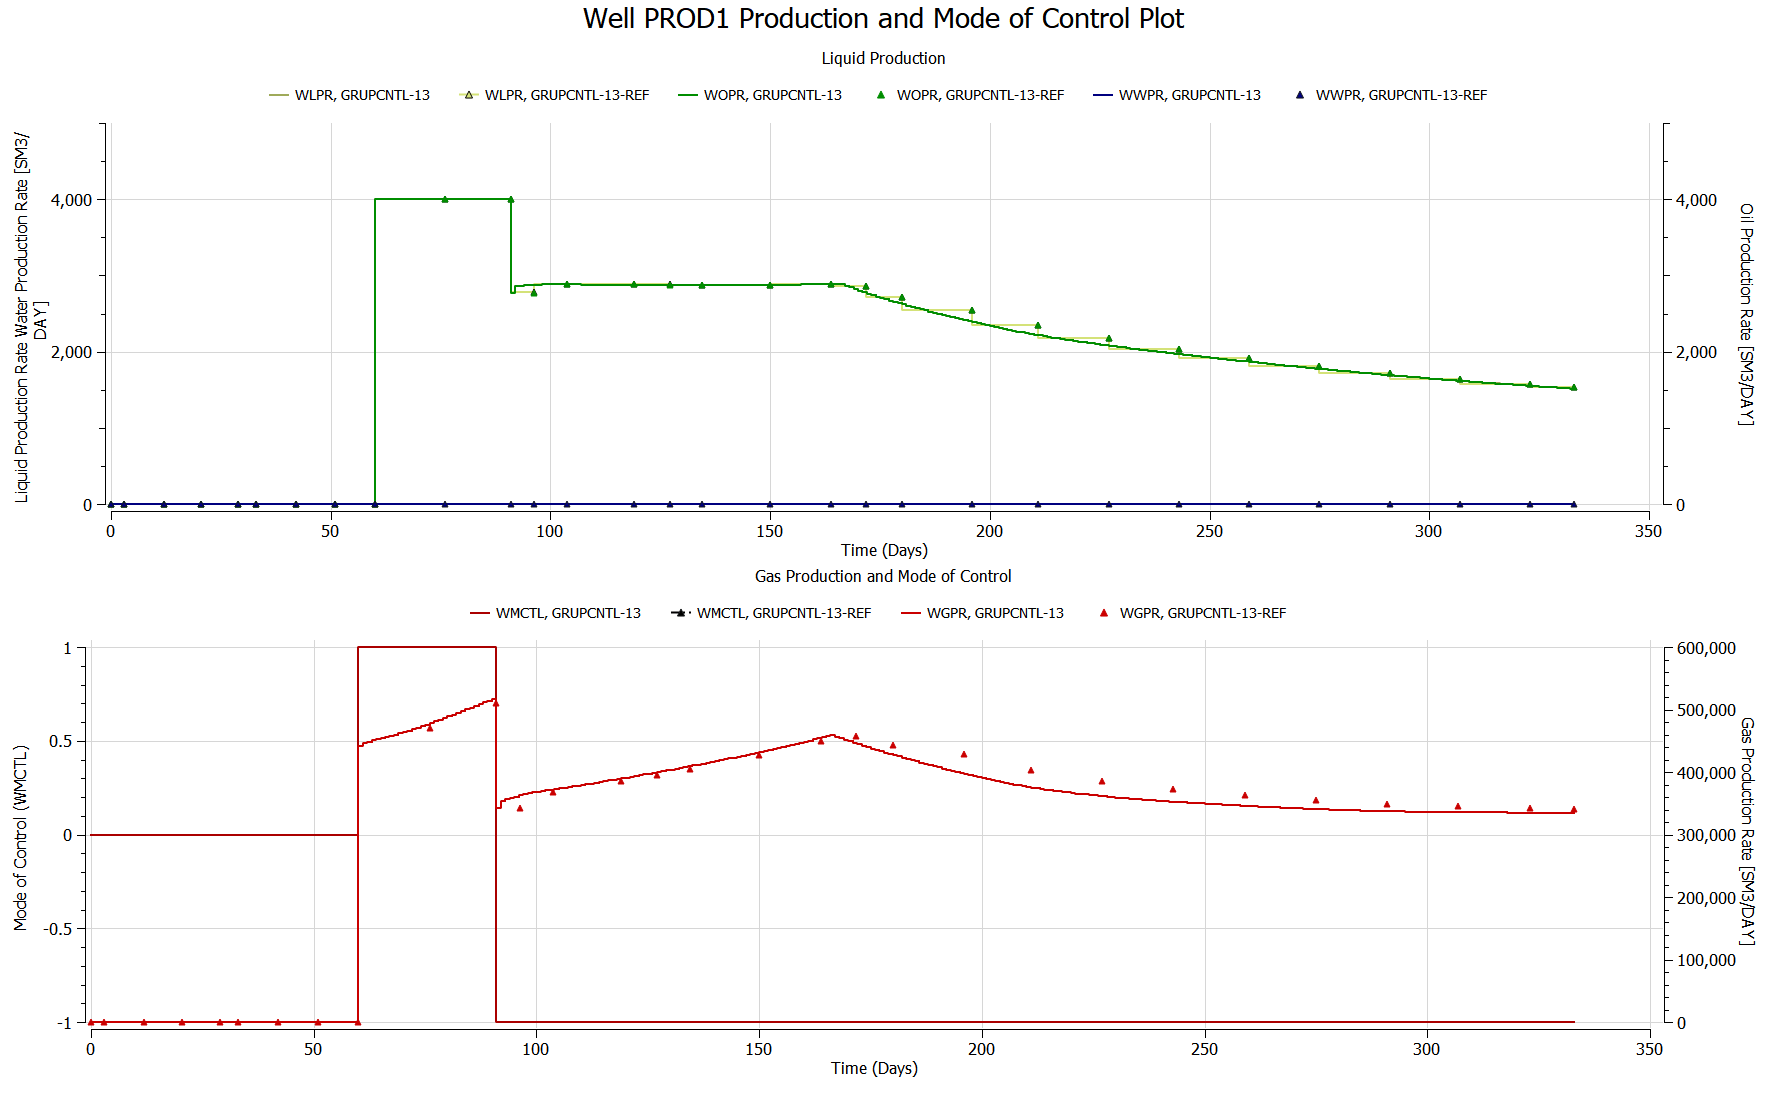 Well PROD1 Production and Mode of Control Plot
Liquid Production
WLPR, GRUPCNTL-13
WLPR, GRUPCNTL-13-REF
WOPR, GRUPCNTL-13
WOPR, GRUPCNTL-13-REF
WWPR, GRUPCNTL-13
WWPR, GRUPCNTL-13-REF
Liquid Production Rate Water Production Rate [SM3/
DAY]
4,000
2,000
0
4,000
2,000
0
Oil Production Rate [SM3/DAY]
0 50 100 150 200 250 300 350
Time (Days)
Gas Production and Mode of Control
WMCTL, GRUPCNTL-13
WMCTL, GRUPCNTL-13-REF
WGPR, GRUPCNTL-13
WGPR, GRUPCNTL-13-REF
Mode of Control (WMCTL)
1
0.5
0
-0.5
-1
600,000
500,000
400,000
300,000
200,000
100,000
0
Gas Production Rate [SM3/DAY]
0 50 100 150 200 250 300 350
Time (Days)